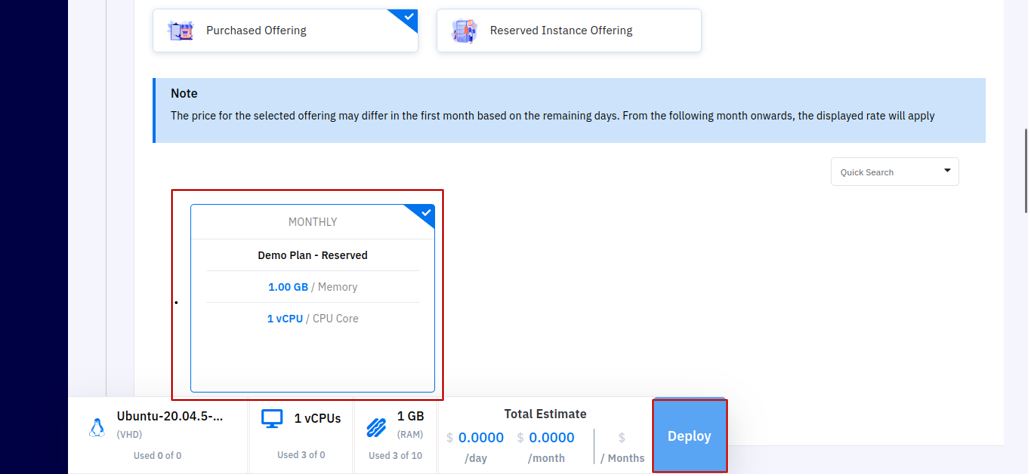 Purchased Offering
Reserved Instance Offering
Note
The price for the selected offering may differ in the first month based on the remaining days. From the following month onwards, the displayed rate will apply
Quick Search
MONTHLY
Demo Plan - Reserved
1.00 GB / Memory
1 vCPU / CPU Core
Ubuntu-20.04.5-...
(VHD)
Used 0 of 0
1 vCPUs
Used 3 of 0
1 GB
(RAM)
Used 3 of 10
Total Estimate
$ 0.0000
/day
$ 0.0000
/month
$
/ Months
Deploy